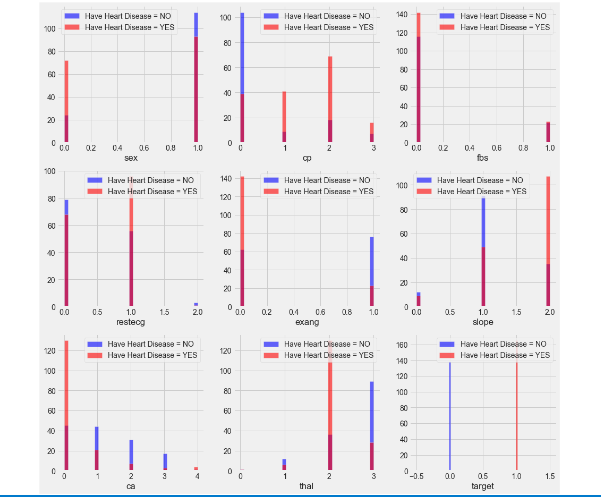 Have Heart Disease = NO
Have Heart Disease = YES
120
100
80
60
40
20
0
0.0 0.2 0.4 0.6 0.8 1.0
sex
Have Heart Disease = NO
Have Heart Disease = YES
100
80
60
40
20
0
0 1 2 3
cp
Have Heart Disease = NO
Have Heart Disease = YES
140
120
100
80
60
40
20
0
0.0 0.2 0.4 0.6 0.8 1.0
fbs
Have Heart Disease = NO
Have Heart Disease = YES
100
80
60
40
20
0
0.0 0.5 1.0 1.5 2.0
restecg
Have Heart Disease = NO
Have Heart Disease = YES
140
120
100
80
60
40
20
0
0.0 0.2 0.4 0.6 0.8 1.0
exang
Have Heart Disease = NO
Have Heart Disease = YES
100
80
60
40
20
0
0.0 0.5 1.0 1.5 2.0
slope
Have Heart Disease = NO
Have Heart Disease = YES
120
100
80
60
40
20
0
0 1 2 3 4
ca
Have Heart Disease = NO
Have Heart Disease = YES
120
100
80
60
40
20
0
0 1 2 3
thal
Have Heart Disease = NO
Have Heart Disease = YES
160
140
120
100
80
60
40
20
0
−0.5 0.0 0.5 1.0 1.5
target